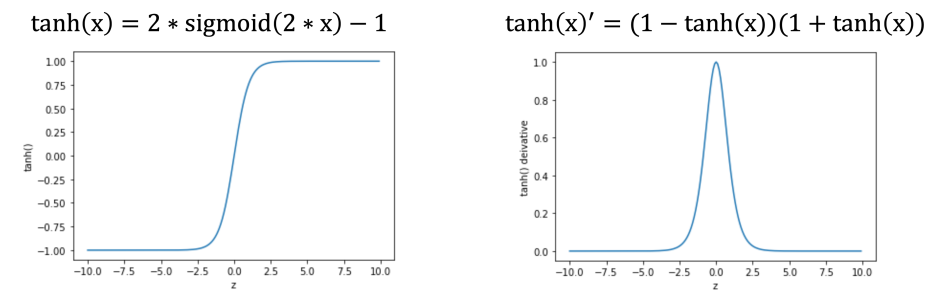 tanh(x) = 2 ∗ sigmoid(2 ∗ x) − 1
1.00
0.75
0.50
0.25
0.00
−0.25
−0.50
−0.75
−1.00
tanh()
−10.0 −7.5 −5.0 −2.5 0.0 2.5 5.0 7.5 10.0
z
tanh(x)′ = (1 − tanh(x))(1 + tanh(x))
1.0
0.8
0.6
0.4
0.2
0.0
tanh() deivative
−10.0 −7.5 −5.0 −2.5 0.0 2.5 5.0 7.5 10.0
z